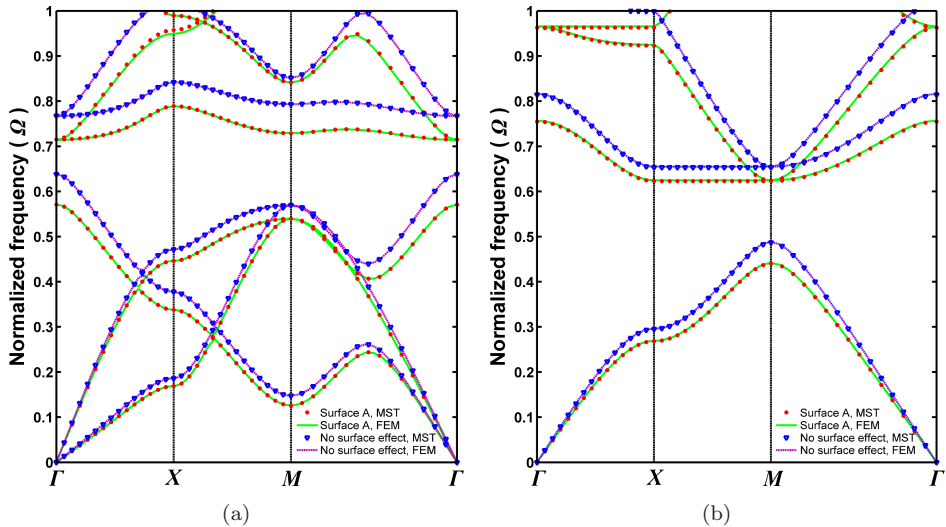 Normalized frequency ( Ω )
1
0.9
0.8
0.7
0.6
0.5
0.4
0.3
0.2
0.1
0
Surface A, MST
Surface A, FEM
No surface effect, MST
No surface effect, FEM
Γ X M Γ
(a)
Normalized frequency ( Ω )
1
0.9
0.8
0.7
0.6
0.5
0.4
0.3
0.2
0.1
0
Surface A, MST
Surface A, FEM
No surface effect, MST
No surface effect, FEM
Γ X M Γ
(b)